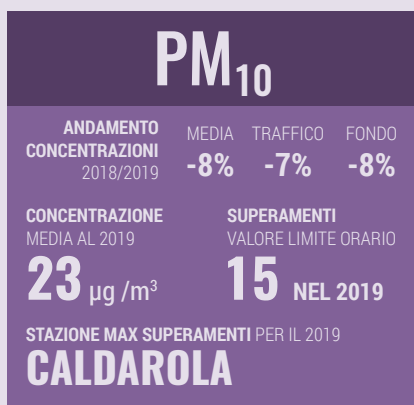 PM10
ANDAMENTO
CONCENTRAZIONI
2018/2019
MEDIA TRAFFICO FONDO
-8% -7% -8%
CONCENTRAZIONE
MEDIA AL 2019
23 µg /m³
SUPERAMENTI
VALORE LIMITE ORARIO
15 NEL 2019
STAZIONE MAX SUPERAMENTI PER IL 2019
CALDAROLA